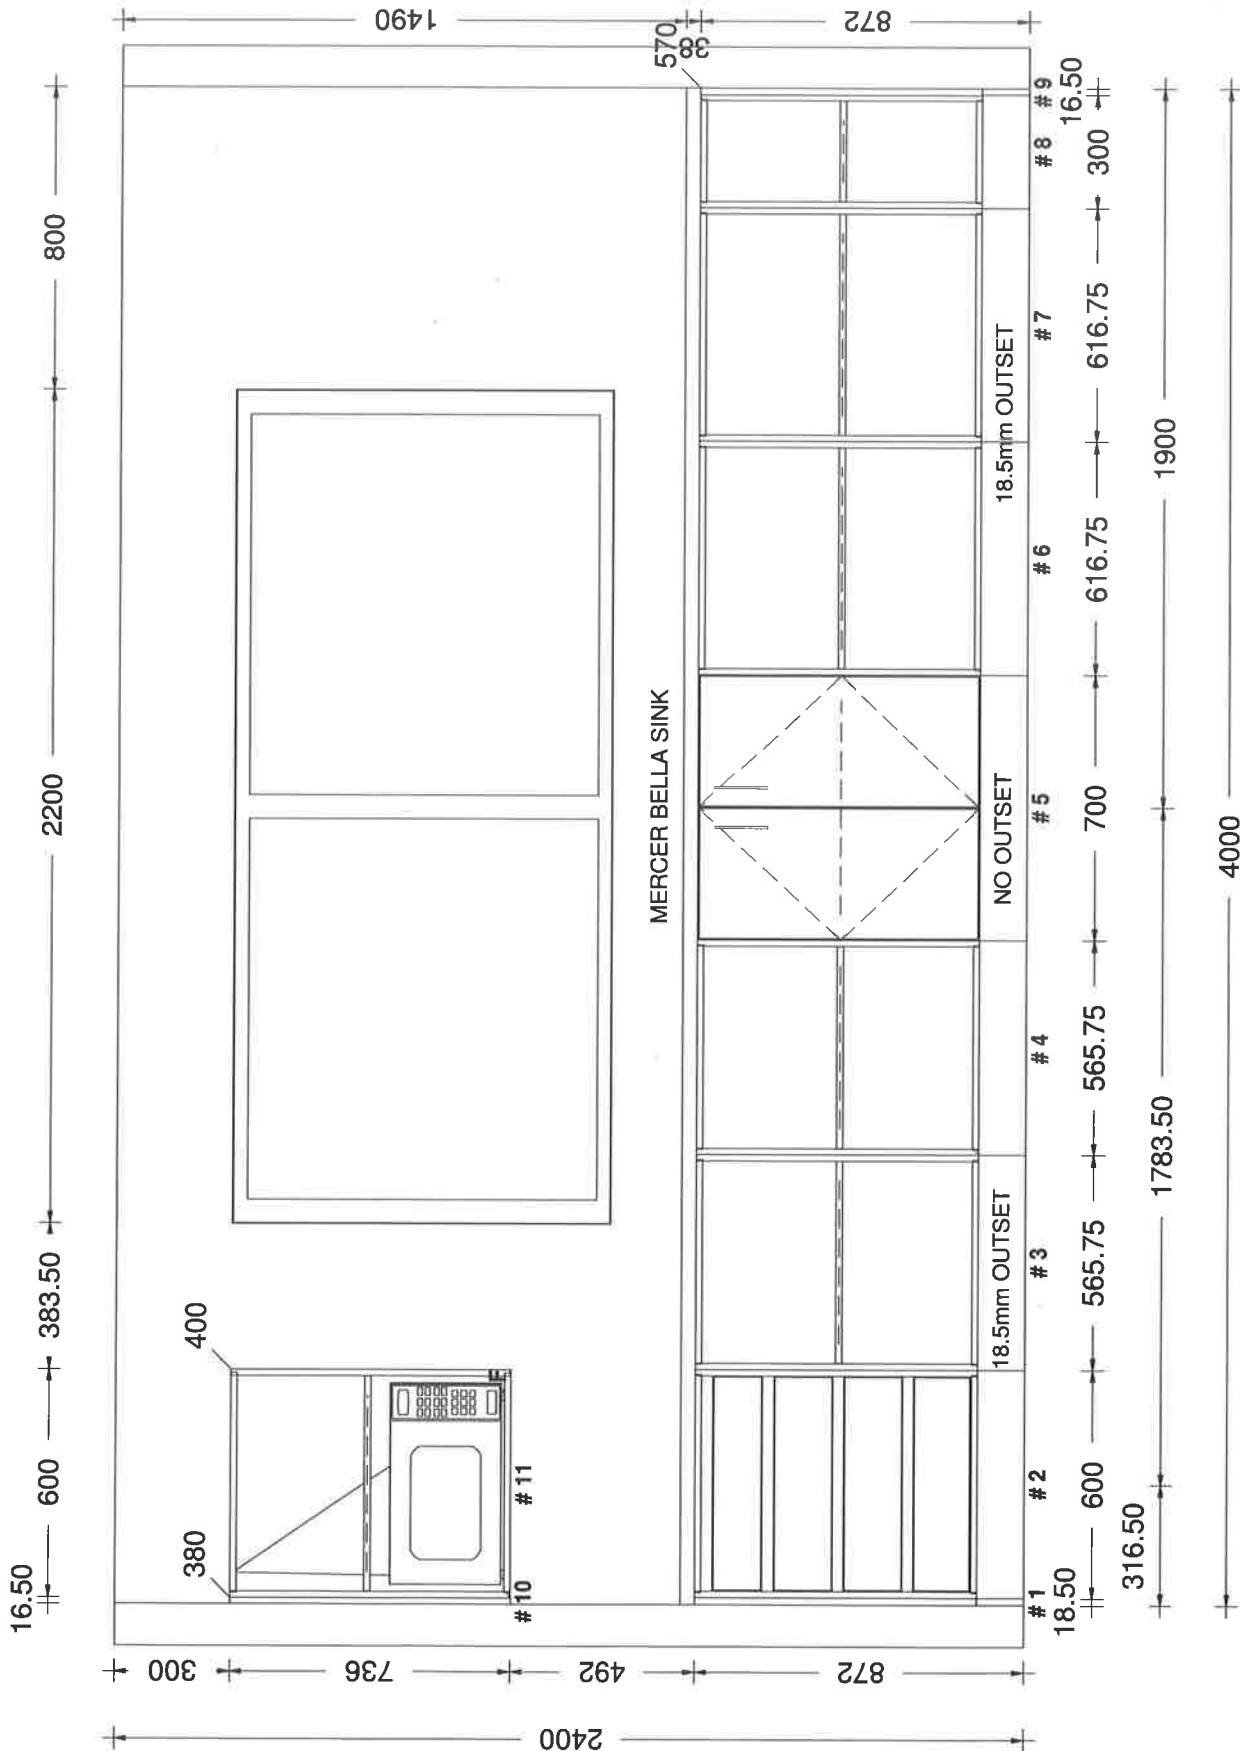 16.50 600 383.50 2200 800
380 400
2400
300
736
492
872
1490
38
872
570
# 10 # 11
MERCER BELLA SINK
18.5mm OUTSET NO OUTSET 18.5mm OUTSET
# 1 # 2 # 3 # 4 # 5 # 6 # 7 # 8 # 9
18.50 600 565.75 565.75 700 616.75 616.75 300 16.50
316.50 1783.50 1900
4000